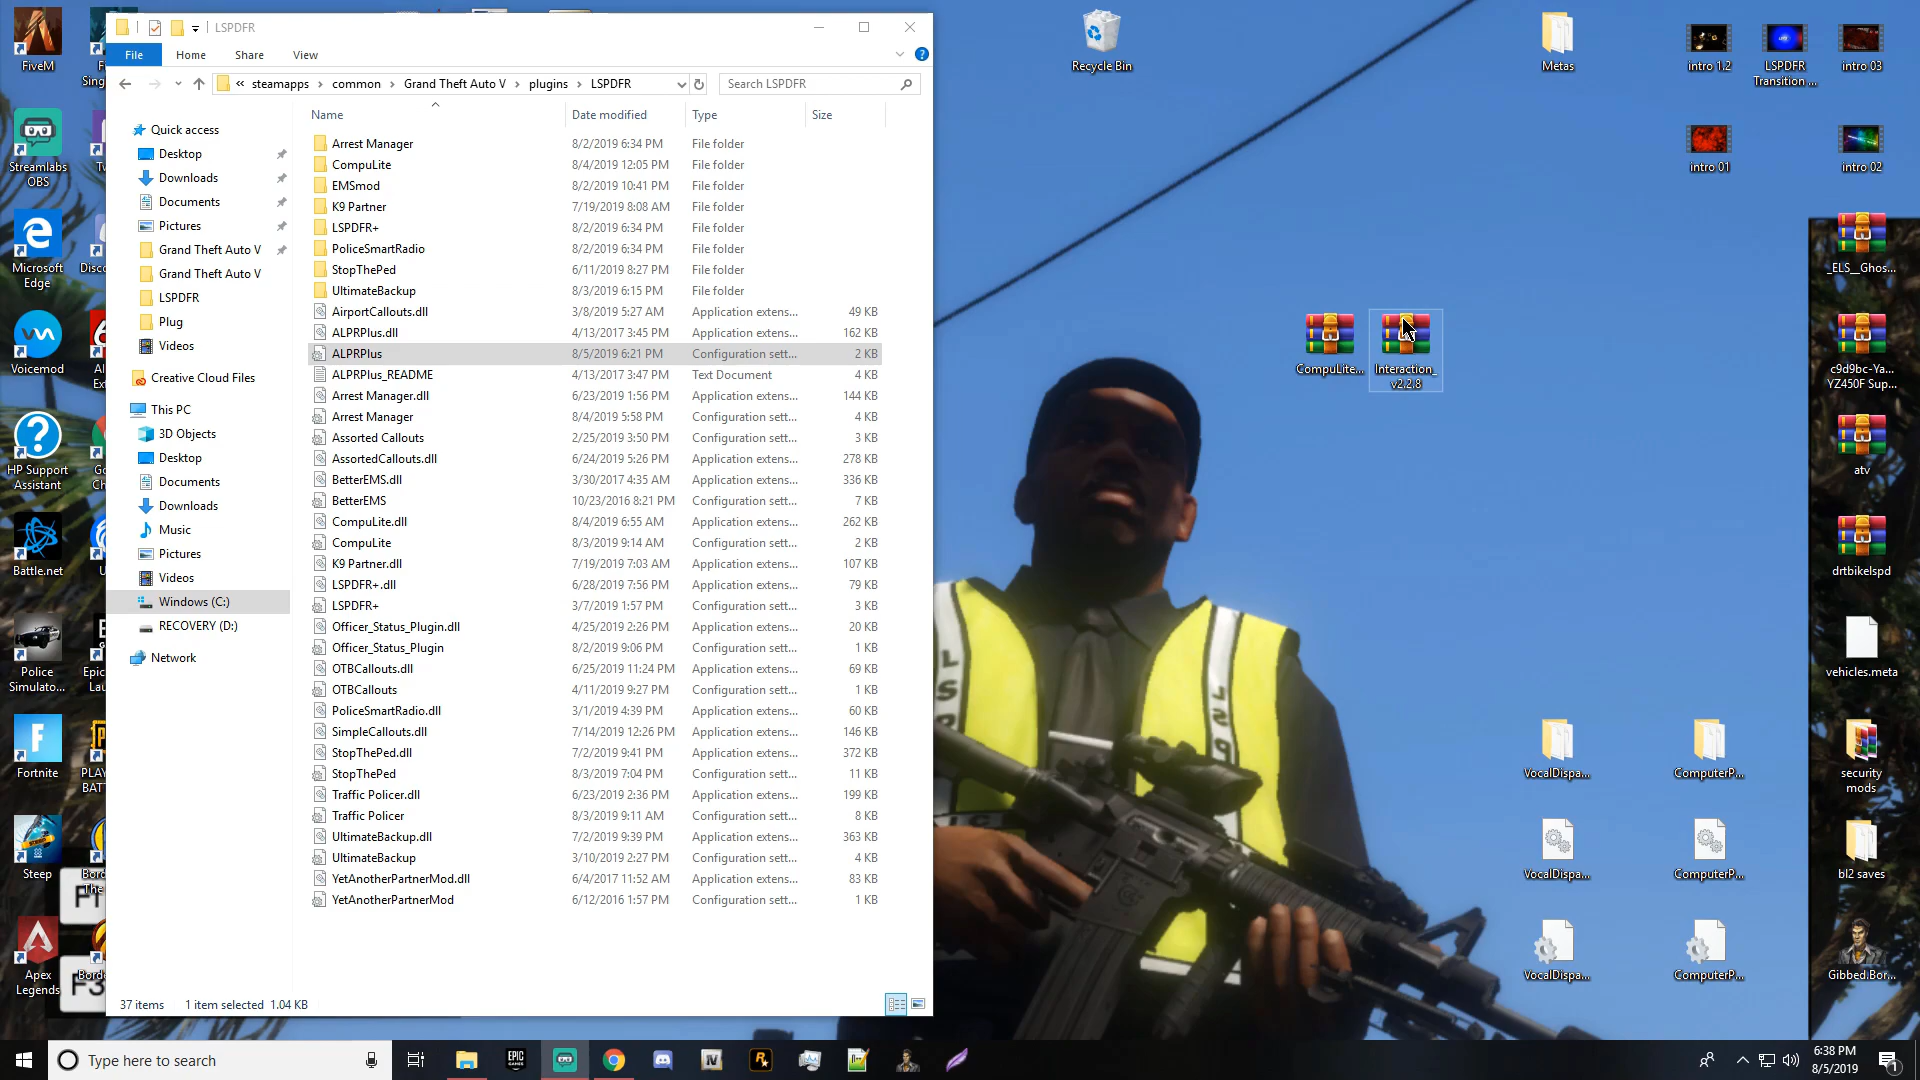 LSPDFR
File Home Share View
« steamapps > common > Grand Theft Auto V > plugins > LSPDFR
Search LSPDFR
Name Date modified Type Size
Quick access
Desktop
Downloads
Documents
Pictures
Grand Theft Auto V
Grand Theft Auto V
LSPDFR
Plug
Videos
Creative Cloud Files
This PC
3D Objects
Desktop
Documents
Downloads
Music
Pictures
Videos
Windows (C:)
RECOVERY (D:)
Network
Arrest Manager 8/2/2019 6:34 PM File folder
CompuLite 8/4/2019 12:05 PM File folder
EMSmod 8/2/2019 10:41 PM File folder
K9 Partner 7/19/2019 8:08 AM File folder
LSPDFR+ 8/2/2019 6:34 PM File folder
PoliceSmartRadio 8/2/2019 6:34 PM File folder
StopThePed 6/11/2019 8:27 PM File folder
UltimateBackup 8/3/2019 6:15 PM File folder
AirportCallouts.dll 3/8/2019 5:27 AM Application extens... 49 KB
ALPRPlus.dll 4/13/2017 3:45 PM Application extens... 162 KB
ALPRPlus 8/5/2019 6:21 PM Configuration sett... 2 KB
ALPRPlus_README 4/13/2017 3:47 PM Text Document 4 KB
Arrest Manager.dll 6/23/2019 1:56 PM Application extens... 144 KB
Arrest Manager 8/4/2019 5:58 PM Configuration sett... 4 KB
Assorted Callouts 2/25/2019 3:50 PM Configuration sett... 3 KB
AssortedCallouts.dll 6/24/2019 5:26 PM Application extens... 278 KB
BetterEMS.dll 3/30/2017 4:35 AM Application extens... 336 KB
BetterEMS 10/23/2016 8:21 PM Configuration sett... 7 KB
CompuLite.dll 8/4/2019 6:55 AM Application extens... 262 KB
CompuLite 8/3/2019 9:14 AM Configuration sett... 2 KB
K9 Partner.dll 7/19/2019 7:03 AM Application extens... 107 KB
LSPDFR+.dll 6/28/2019 7:56 PM Application extens... 79 KB
LSPDFR+ 3/7/2019 1:57 PM Configuration sett... 3 KB
Officer_Status_Plugin.dll 4/25/2019 2:26 PM Application extens... 20 KB
Officer_Status_Plugin 8/2/2019 9:06 PM Configuration sett... 1 KB
OTBCallouts.dll 6/25/2019 11:24 PM Application extens... 69 KB
OTBCallouts 4/11/2019 9:27 PM Configuration sett... 1 KB
PoliceSmartRadio.dll 3/1/2019 4:39 PM Application extens... 60 KB
SimpleCallouts.dll 7/14/2019 12:26 PM Application extens... 146 KB
StopThePed.dll 7/2/2019 9:41 PM Application extens... 372 KB
StopThePed 8/3/2019 7:04 PM Configuration sett... 11 KB
Traffic Policer.dll 6/23/2019 2:36 PM Application extens... 199 KB
Traffic Policer 8/3/2019 9:11 AM Configuration sett... 8 KB
UltimateBackup.dll 7/2/2019 9:39 PM Application extens... 363 KB
UltimateBackup 3/10/2019 2:27 PM Configuration sett... 4 KB
YetAnotherPartnerMod.dll 6/4/2017 11:52 AM Application extens... 83 KB
YetAnotherPartnerMod 6/12/2016 1:57 PM Configuration sett... 1 KB
37 items 1 item selected 1.04 KB
FiveM
Streamlabs
OBS
Microsoft
Edge
Voicemod
HP Support
Assistant
Battle.net
Police
Simulato...
Fortnite
Steep
Apex
Legends
Recycle Bin
Metas
intro 1.2
LSPDFR
Transition ...
intro 03
intro 01
intro 02
CompuLite...
Interaction_
v2.2.8
_ELS__Ghos...
c9d9bc-Ya...
YZ450F Sup...
atv
drtbikelspd
vehicles.meta
VocalDispa...
ComputerP...
security
mods
VocalDispa...
ComputerP...
bl2 saves
VocalDispa...
ComputerP...
Gibbed.Bor...
Type here to search
6:38 PM
8/5/2019